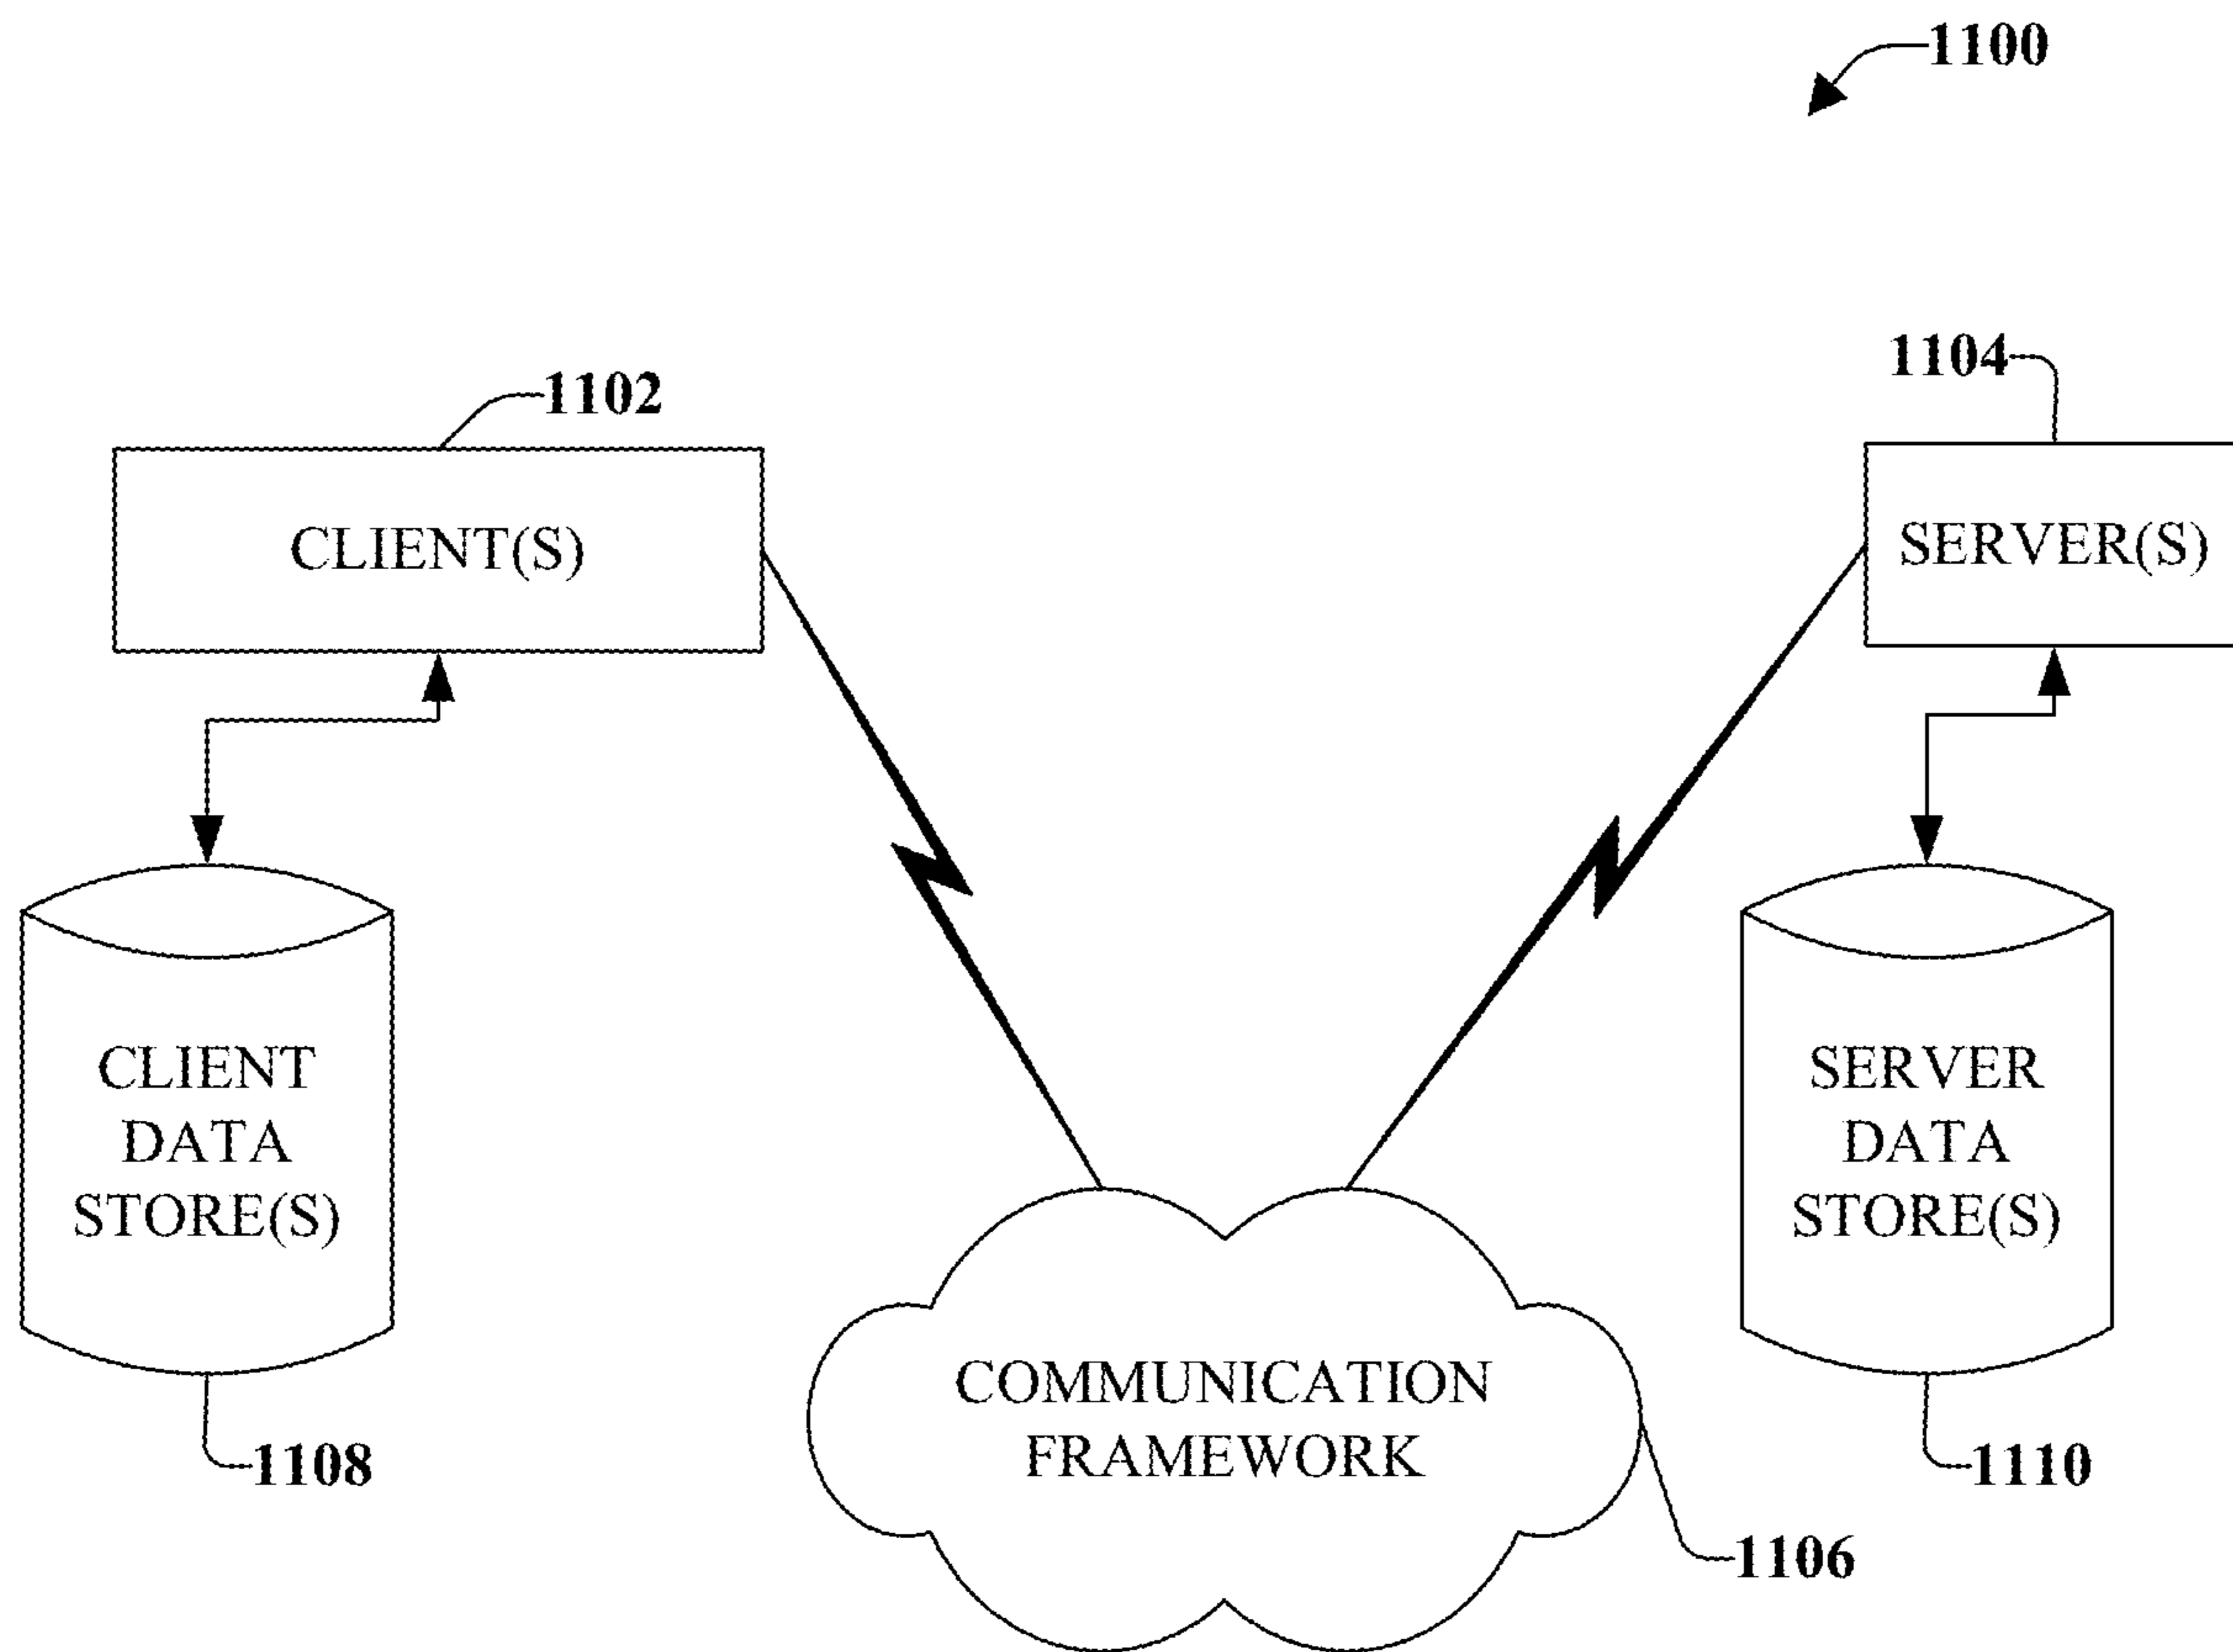 1100
1102
1104
CLIENT(S)
SERVER(S)
CLIENT
DATA
STORE(S)
SERVER
DATA
STORE(S)
COMMUNICATION
FRAMEWORK
1108
1110
1106